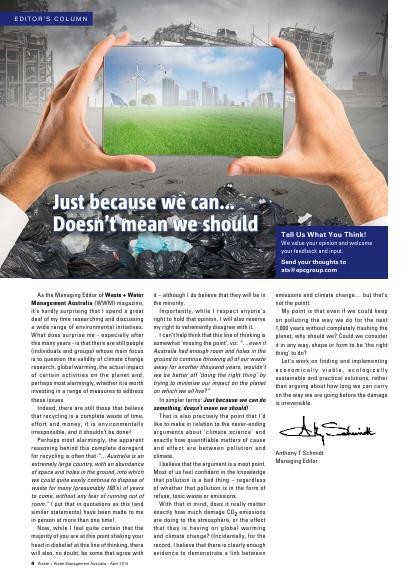 EDITOR'S COLUMN
Just because we can...
Doesn't mean we should
Tell Us What You Think!
We value your opinion and welcome
your feedback and input.
Send your thoughts to
ats@epcgroup.com
As the Managing Editor of Waste + Water
Management Australia (WWM) magazine,
it's hardly surprising that I spend a great
deal of my time researching and discussing
a wide range of environmental initiatives.
What does surprise me - especially after
this many years - is that there are still people
(individuals and groups) whose main focus
is to question the validity of climate change
research, global warming, the actual impact
of certain activities on the planet and,
perhaps most alarmingly, whether it is worth
investing in a range of measures to address
these issues.
Indeed, there are still those that believe
that recycling is a complete waste of time,
effort and money, it is environmentally
irresponsible, and it shouldn't be done!
Perhaps most alarmingly, the apparent
reasoning behind this complete disregard
for recycling is often that "...Australia is an
extremely large country, with an abundance
of space and holes in the ground, into which
we could quite easily continue to dispose of
waste for many (presumably 100's) of years
to come, without any fear of running out of
room." I put that in quotations as this (and
similar statements) have been made to me
in person at more than one time!
Now, while I feel quite certain that the
majority of you are at this point shaking your
head in disbelief at this line of thinking, there
will also, no doubt, be some that agree with
it – although I do believe that they will be in
the minority.
Importantly, while I respect anyone's
right to hold that opinion, I will also reserve
my right to vehemently disagree with it.
I can't help think that this line of thinking is
somewhat 'missing the point', viz: "...even if
Australia had enough room and holes in the
ground to continue throwing all of our waste
away for another thousand years, wouldn't
we be better off 'doing the right thing' by
trying to minimise our impact on the planet
on which we all live?"
In simpler terms: Just because we can do
something, doesn't mean we should!
That is also precisely the point that I'd
like to make in relation to the never-ending
arguments about 'climate science' and
exactly how quantifiable matters of cause
and effect are between pollution and
climate.
I believe that the argument is a moot point.
Most of us feel confident in the knowledge
that pollution is a bad thing – regardless
of whether that pollution is in the form of
refuse, toxic waste or emissions.
With that in mind, does it really matter
exactly how much damage CO2 emissions
are doing to the atmosphere, or the effect
that they is having on global warming
and climate change? (Incidentally, for the
record, I believe that there is clearly enough
evidence to demonstrate a link between
emissions and climate change... but that's
not the point).
My point is that even if we could keep
on polluting the way we do for the next
1,000 years without completely trashing the
planet, why should we? Could we consider
it in any way, shape or form to be 'the right
thing' to do?
Let's work on finding and implementing
economically viable, ecologically
sustainable and practical solutions, rather
than arguing about how long we can carry
on the way we are going before the damage
is irreversible.
Anthony T Schmidt
Managing Editor
4 Waste + Water Management Australia - April 2013